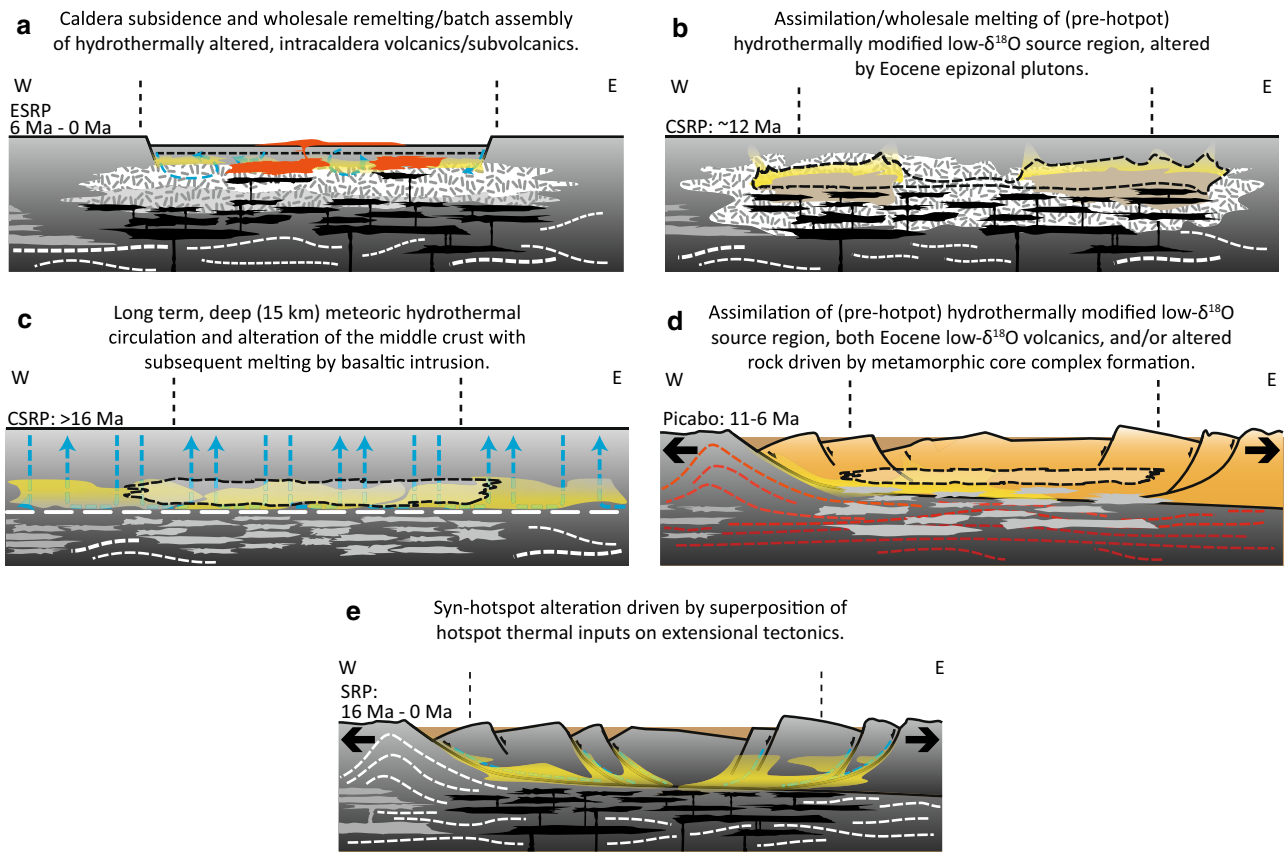 a
Caldera subsidence and wholesale remelting/batch assembly
of hydrothermally altered, intracaldera volcanics/subvolcanics.
W
E
ESRP
6 Ma - 0 Ma
b
Assimilation/wholesale melting of (pre-hotpot)
hydrothermally modified low-δ¹⁸O source region, altered
by Eocene epizonal plutons.
W
E
CSRP: ~12 Ma
c
Long term, deep (15 km) meteoric hydrothermal
circulation and alteration of the middle crust with
subsequent melting by basaltic intrusion.
W
E
CSRP: >16 Ma
d
Assimilation of (pre-hotpot) hydrothermally modified low-δ¹⁸O
source region, both Eocene low-δ¹⁸O volcanics, and/or altered
rock driven by metamorphic core complex formation.
W
E
Picabo: 11-6 Ma
e
Syn-hotspot alteration driven by superposition of
hotspot thermal inputs on extensional tectonics.
W
E
SRP:
16 Ma - 0 Ma